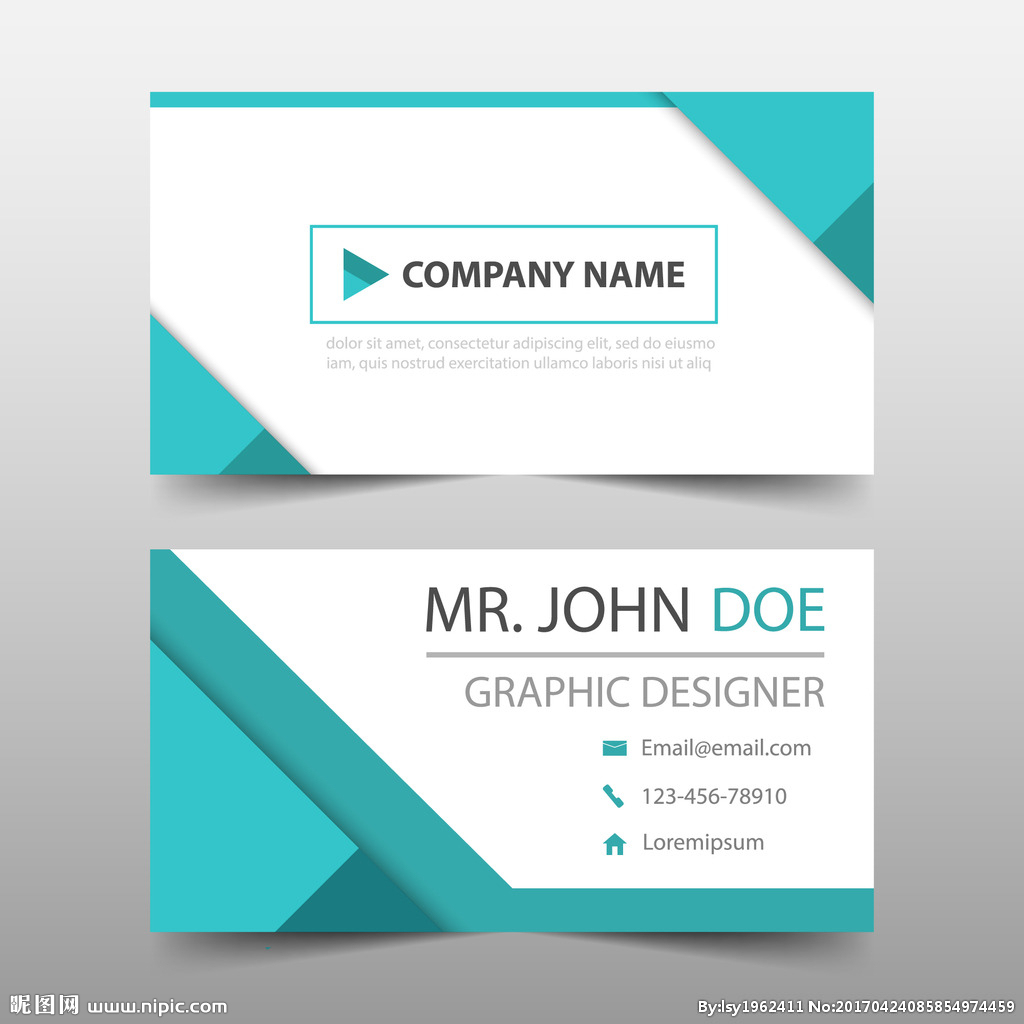 COMPANY NAME
dolor sit amet, consectetur adipiscing elit, sed do eiusmo
iam, quis nostrud exercitation ullamco laboris nisi ut aliq
MR. JOHN DOE
GRAPHIC DESIGNER
Email@email.com
123-456-78910
Loremipsum
昵图网 www.nipic.com
By:lsy1962411 No:20170424085854974459